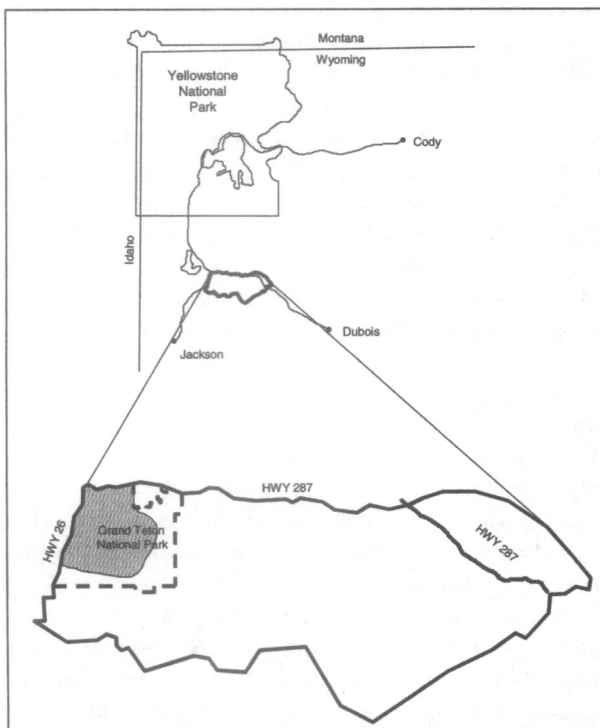 Montana
Wyoming
Yellowstone
National
Park
Cody
Idaho
Dubois
Jackson
HWY 287
HWY 26
Grand Teton
National Park
HWY 287